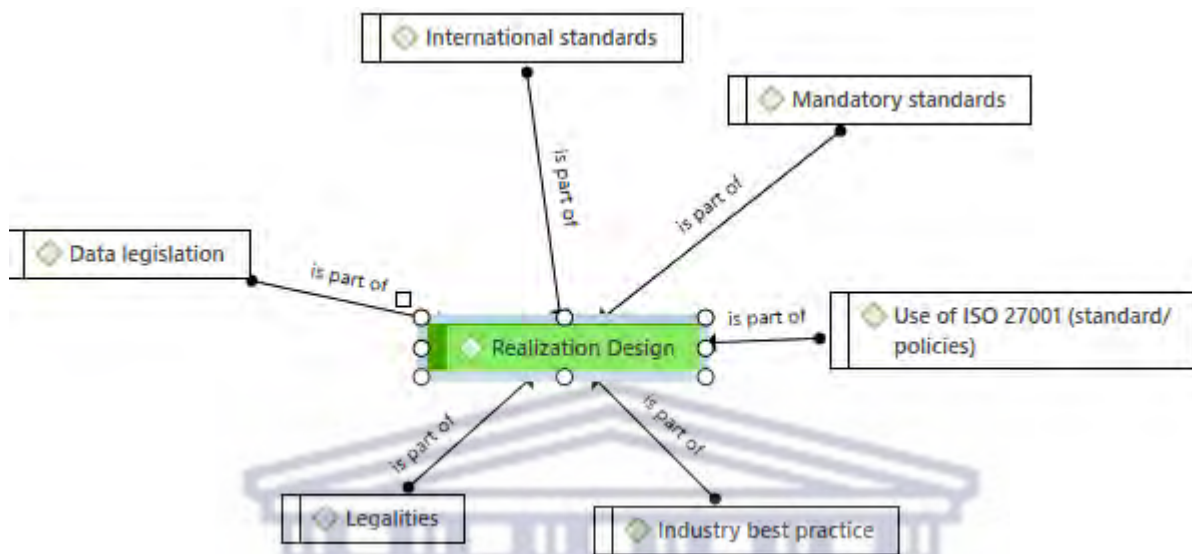 International standards
Mandatory standards
is part of
is part of
Data legislation
is part of
Use of ISO 27001 (standard/
policies)
is part of
Realization Design
is part of
is part of
Legalities
Industry best practice